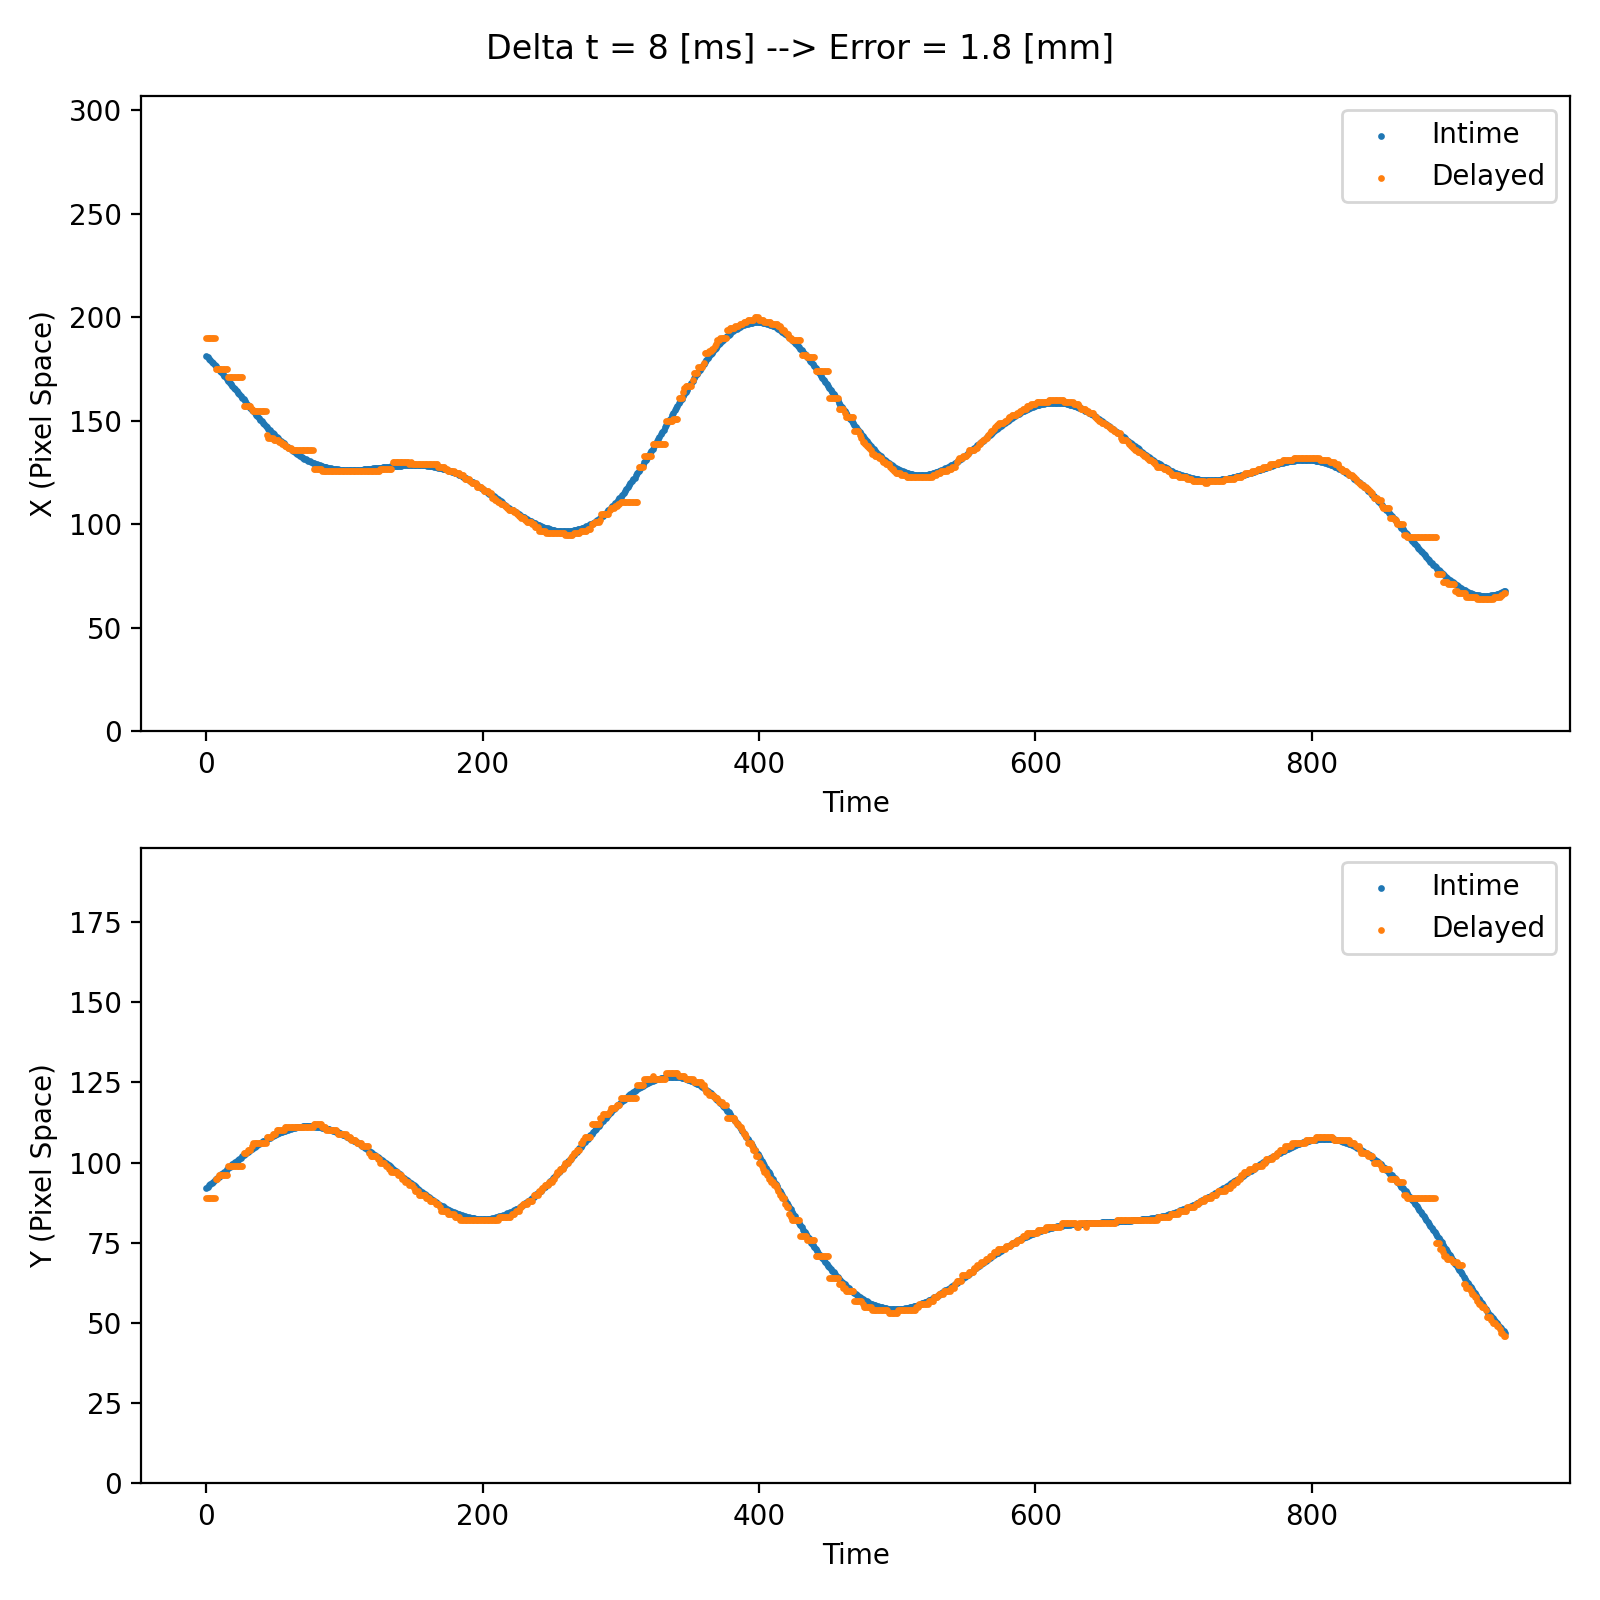 Delta t = 8 [ms] --> Error = 1.8 [mm]
300
250
200
150
100
50
0
X (Pixel Space)
Intime
Delayed
0 200 400 600 800
Time
175
150
125
100
75
50
25
0
Y (Pixel Space)
Intime
Delayed
0 200 400 600 800
Time